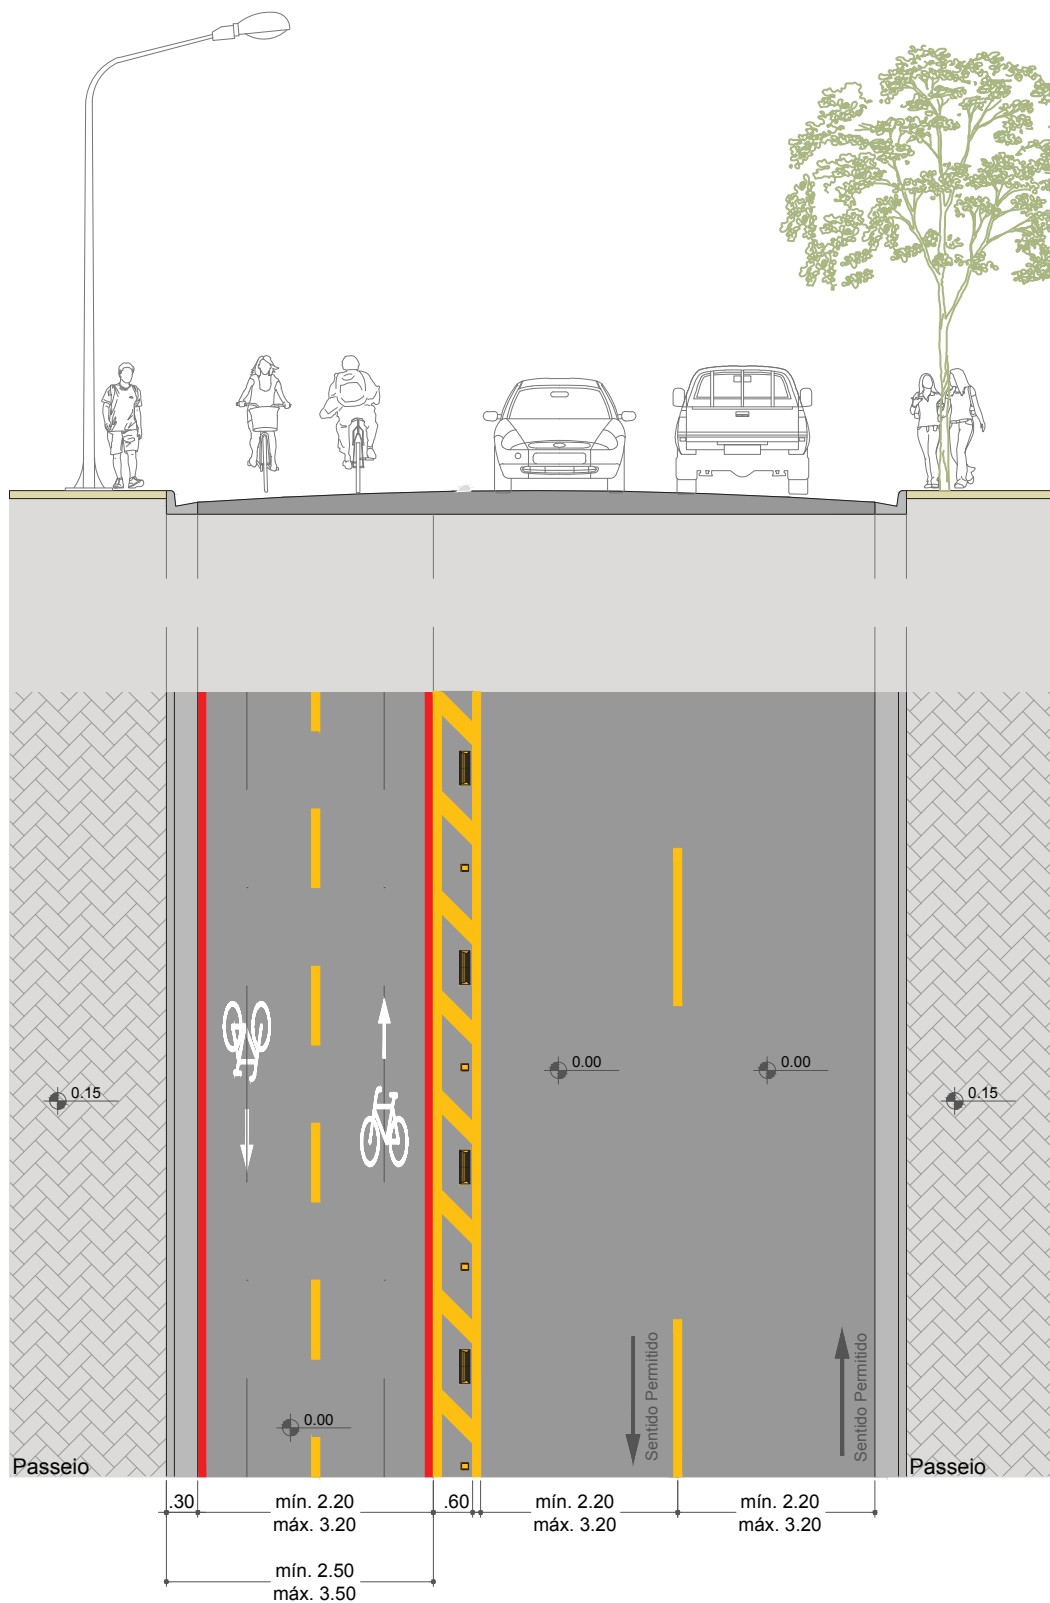 0.00
0.00
0.15
0.15
Sentido Permitido
Sentido Permitido
0.00
Passeio
Passeio
.30
mín. 2.20
máx. 3.20
.60
mín. 2.20
máx. 3.20
mín. 2.20
máx. 3.20
mín. 2.50
máx. 3.50